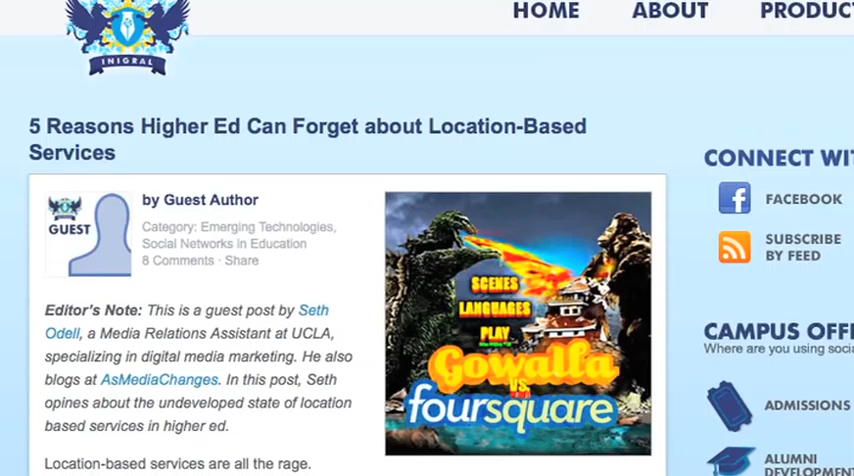 HOME ABOUT
INIGRAL
5 Reasons Higher Ed Can Forget about Location-Based
Services
by Guest Author
GUEST
Category: Emerging Technologies,
Social Networks in Education
8 Comments · Share
Editor's Note: This is a guest post by Seth
Odell, a Media Relations Assistant at UCLA,
specializing in digital media marketing. He also
blogs at AsMediaChanges. In this post, Seth
opines about the undeveloped state of location
based services in higher ed.
Location-based services are all the rage.
SCENES
LANGUAGES
PLAY
Gowalla
VS.
foursquare
CONNECT
FACEBOOK
SUBSCRIBE
BY FEED
CAMPUS
Where are you using
ADMISSIONS
ALUMNI